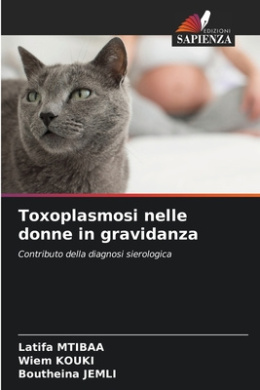 EDIZIONI
SAPIENZA
Toxoplasmosi nelle
donne in gravidanza
Contributo della diagnosi sierologica
Latifa MTIBAA
Wiem KOUKI
Boutheina JEMLI